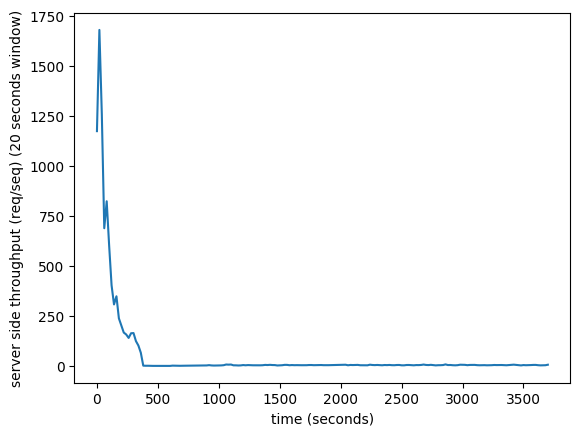 1750
1500
1250
1000
750
500
250
0
server side throughput (req/seq) (20 seconds window)
0 500 1000 1500 2000 2500 3000 3500
time (seconds)